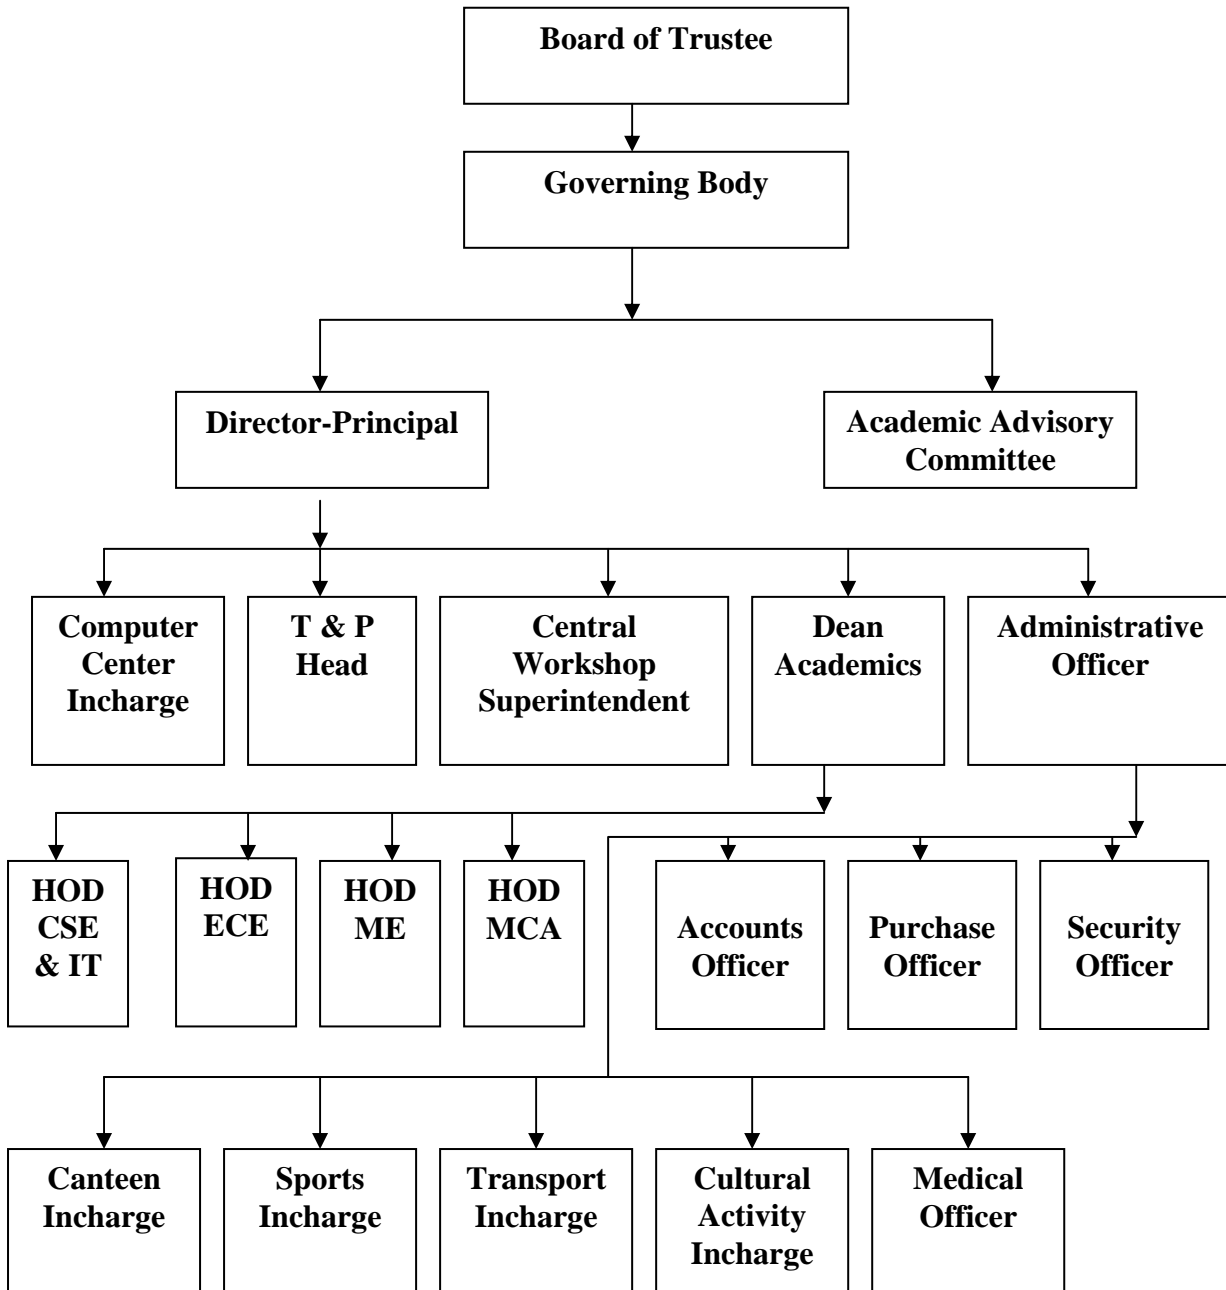 Board of Trustee
Governing Body
Director-Principal
Academic Advisory
Committee
Computer
Center
Incharge
T & P
Head
Central
Workshop
Superintendent
Dean
Academics
Administrative
Officer
HOD
CSE
& IT
HOD
ECE
HOD
ME
HOD
MCA
Accounts
Officer
Purchase
Officer
Security
Officer
Canteen
Incharge
Sports
Incharge
Transport
Incharge
Cultural
Activity
Incharge
Medical
Officer